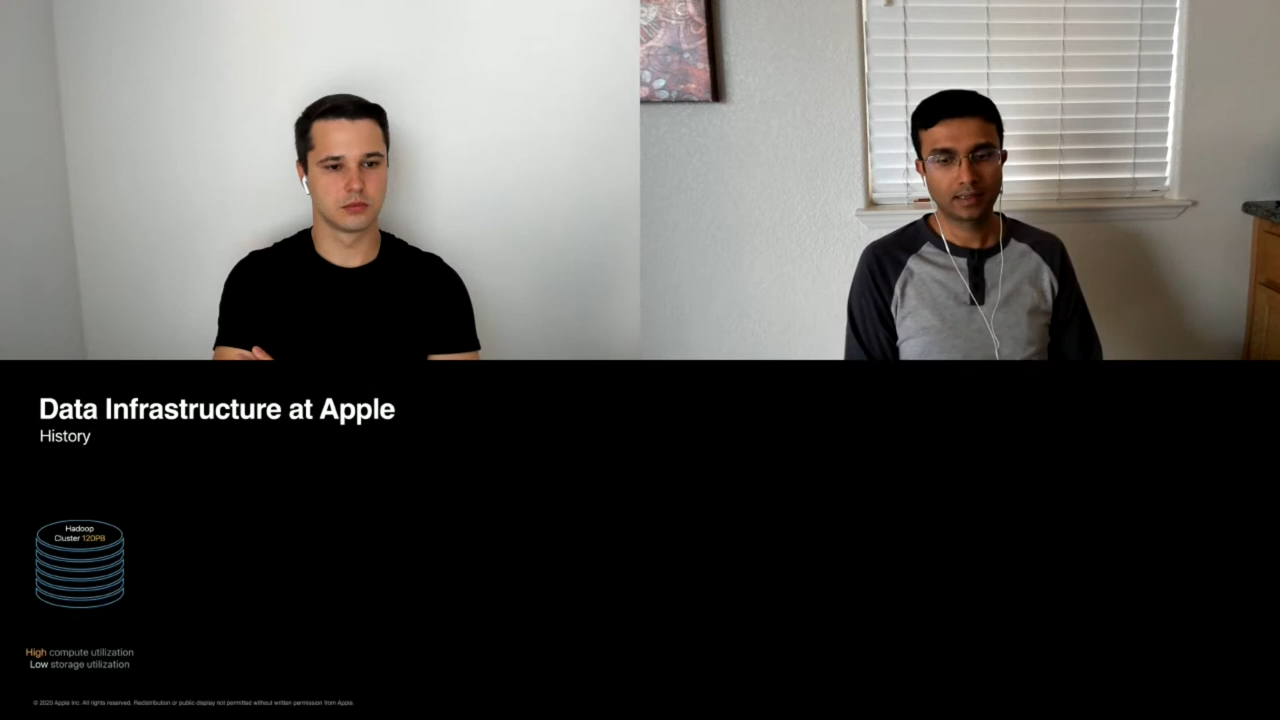 Data Infrastructure at Apple
History
Hadoop
Cluster 120PB
High compute utilization
Low storage utilization
© 2020 Apple Inc. All rights reserved. Redistribution or public display not permitted without written permission from Apple.